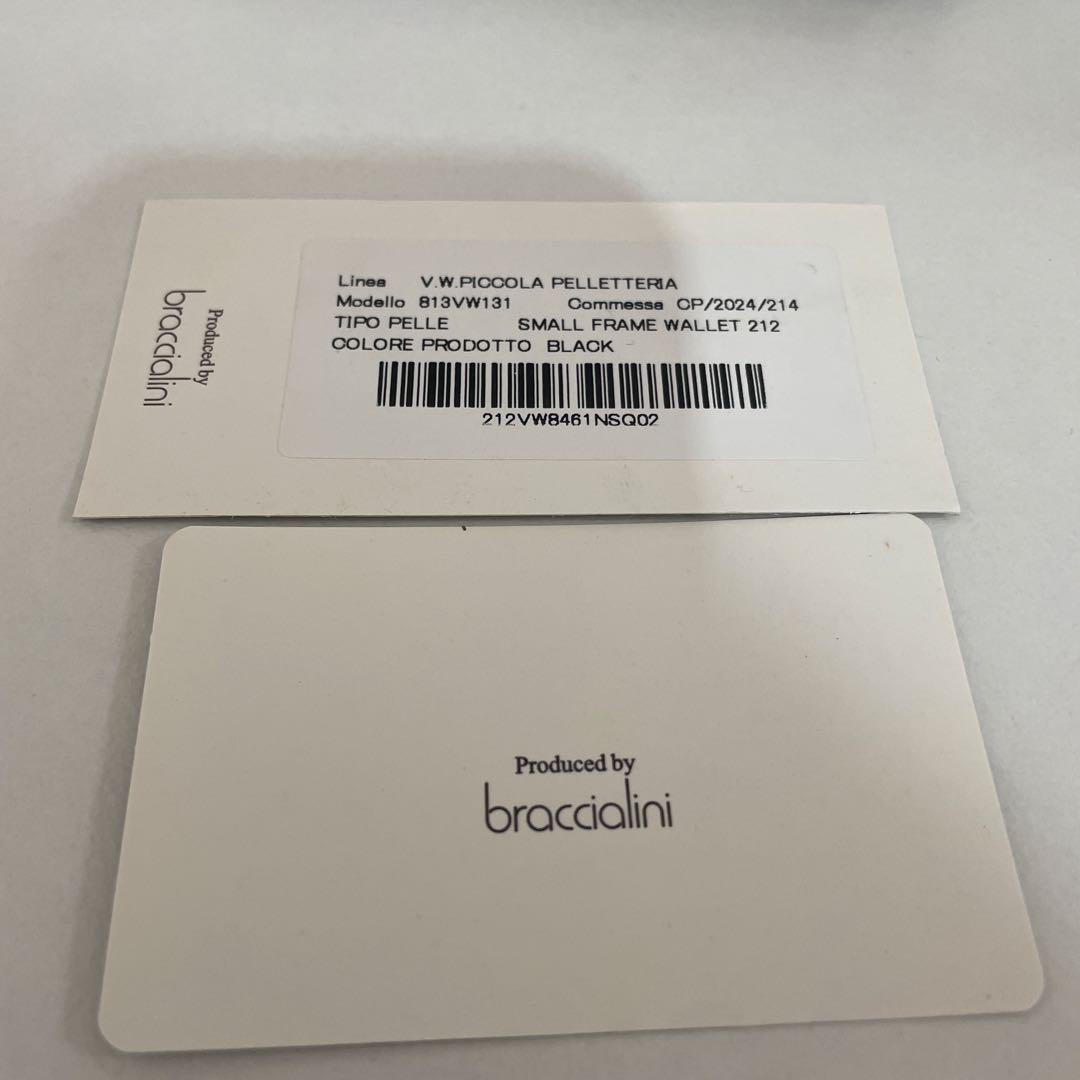 Linea V.W.PICCOLA PELLETTERIA
Modello 813VW131 Commessa CP/2024/214
TIPO PELLE SMALL FRAME WALLET 212
COLORE PRODOTTO BLACK
212VW8461NSQ02
Produced by
braccialini
Produced by
braccialini